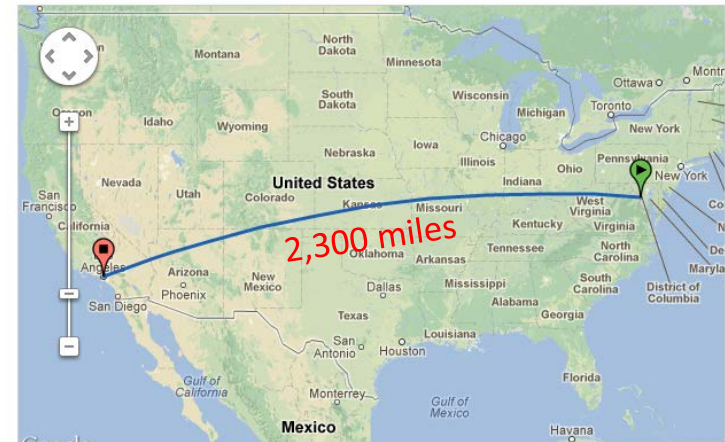 North
Dakota
Montana
Minnesota
Ottawa
Montr
South
Dakota
Wisconsin
Michigan
Toronto
Oregon
Idaho
Wyoming
New York
Chicago
Iowa
Nebraska
Illinois
Ohio
Pennsylvania
New York
Nevada
Utah
United States
Colorado
Indiana
San
Francisco
Kansas
Missouri
West
Virginia
California
Kentucky
Virginia
2,300 miles
Angeles
Arizona
New
Mexico
Oklahoma
Arkansas
Tennessee
North
Carolina
Maryla
Phoenix
San Diego
Dallas
Mississippi
South
Carolina
District of
Columbia
Alabama
Georgia
Texas
Louisiana
San
Antonio
Houston
Gulf of
California
Florida
Monterrey
Gulf of
Mexico
Mexico
Havana